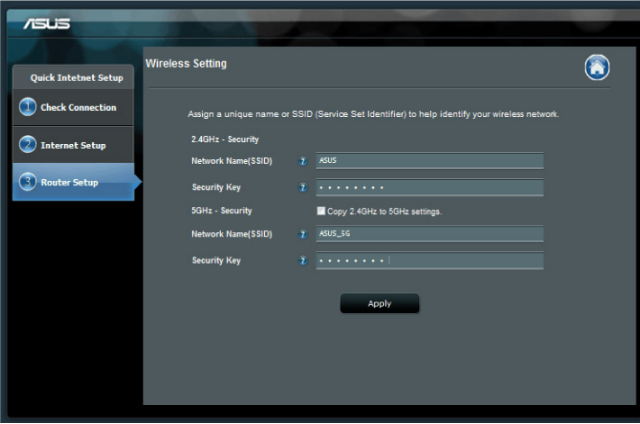 ASUS
Quick Intetnet Setup
1 Check Connection
2 Internet Setup
3 Router Setup
Wireless Setting
Assign a unique name or SSID (Service Set Identifier) to help identify your wireless network.
2.4GHz - Security
Network Name(SSID) ? ASUS
Security Key ? ••••••••
5GHz - Security Copy 2.4GHz to 5GHz settings.
Network Name(SSID) ? ASUS_5G
Security Key ? ••••••••
Apply